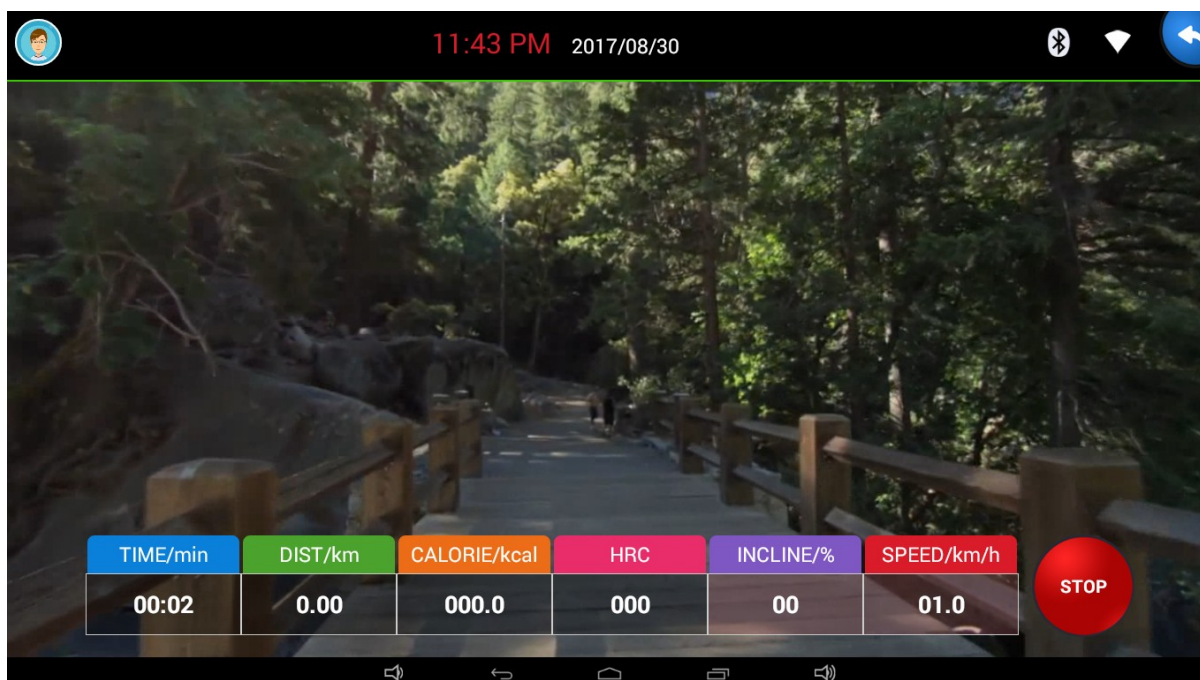 11:43 PM 2017/08/30
TIME/min DIST/km CALORIE/kcal HRC INCLINE/% SPEED/km/h
00:02 0.00 000.0 000 00 01.0
STOP